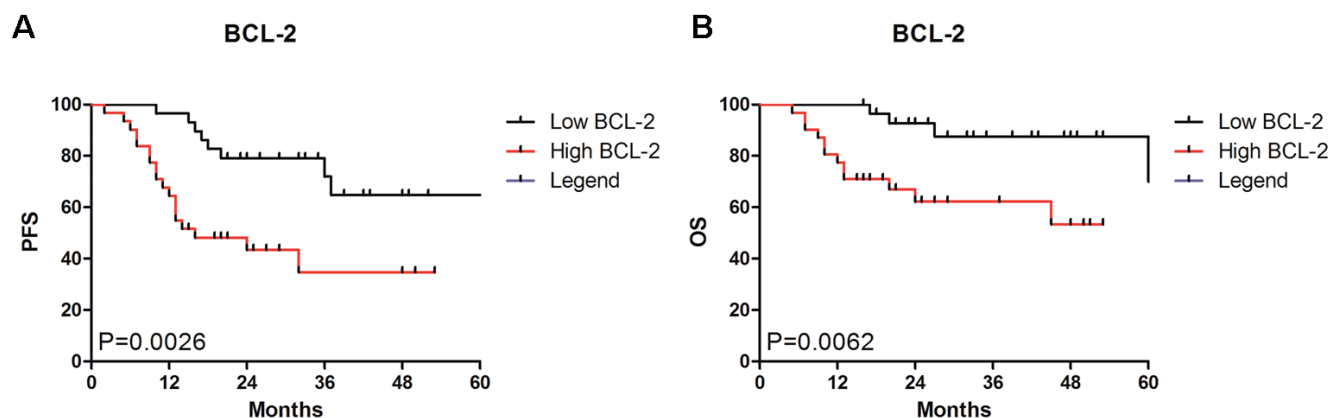 A
BCL-2
100
80
60
40
20
0
PFS
P=0.0026
0 12 24 36 48 60
Months
Low BCL-2
High BCL-2
Legend
B
BCL-2
100
80
60
40
20
0
OS
P=0.0062
0 12 24 36 48 60
Months
Low BCL-2
High BCL-2
Legend